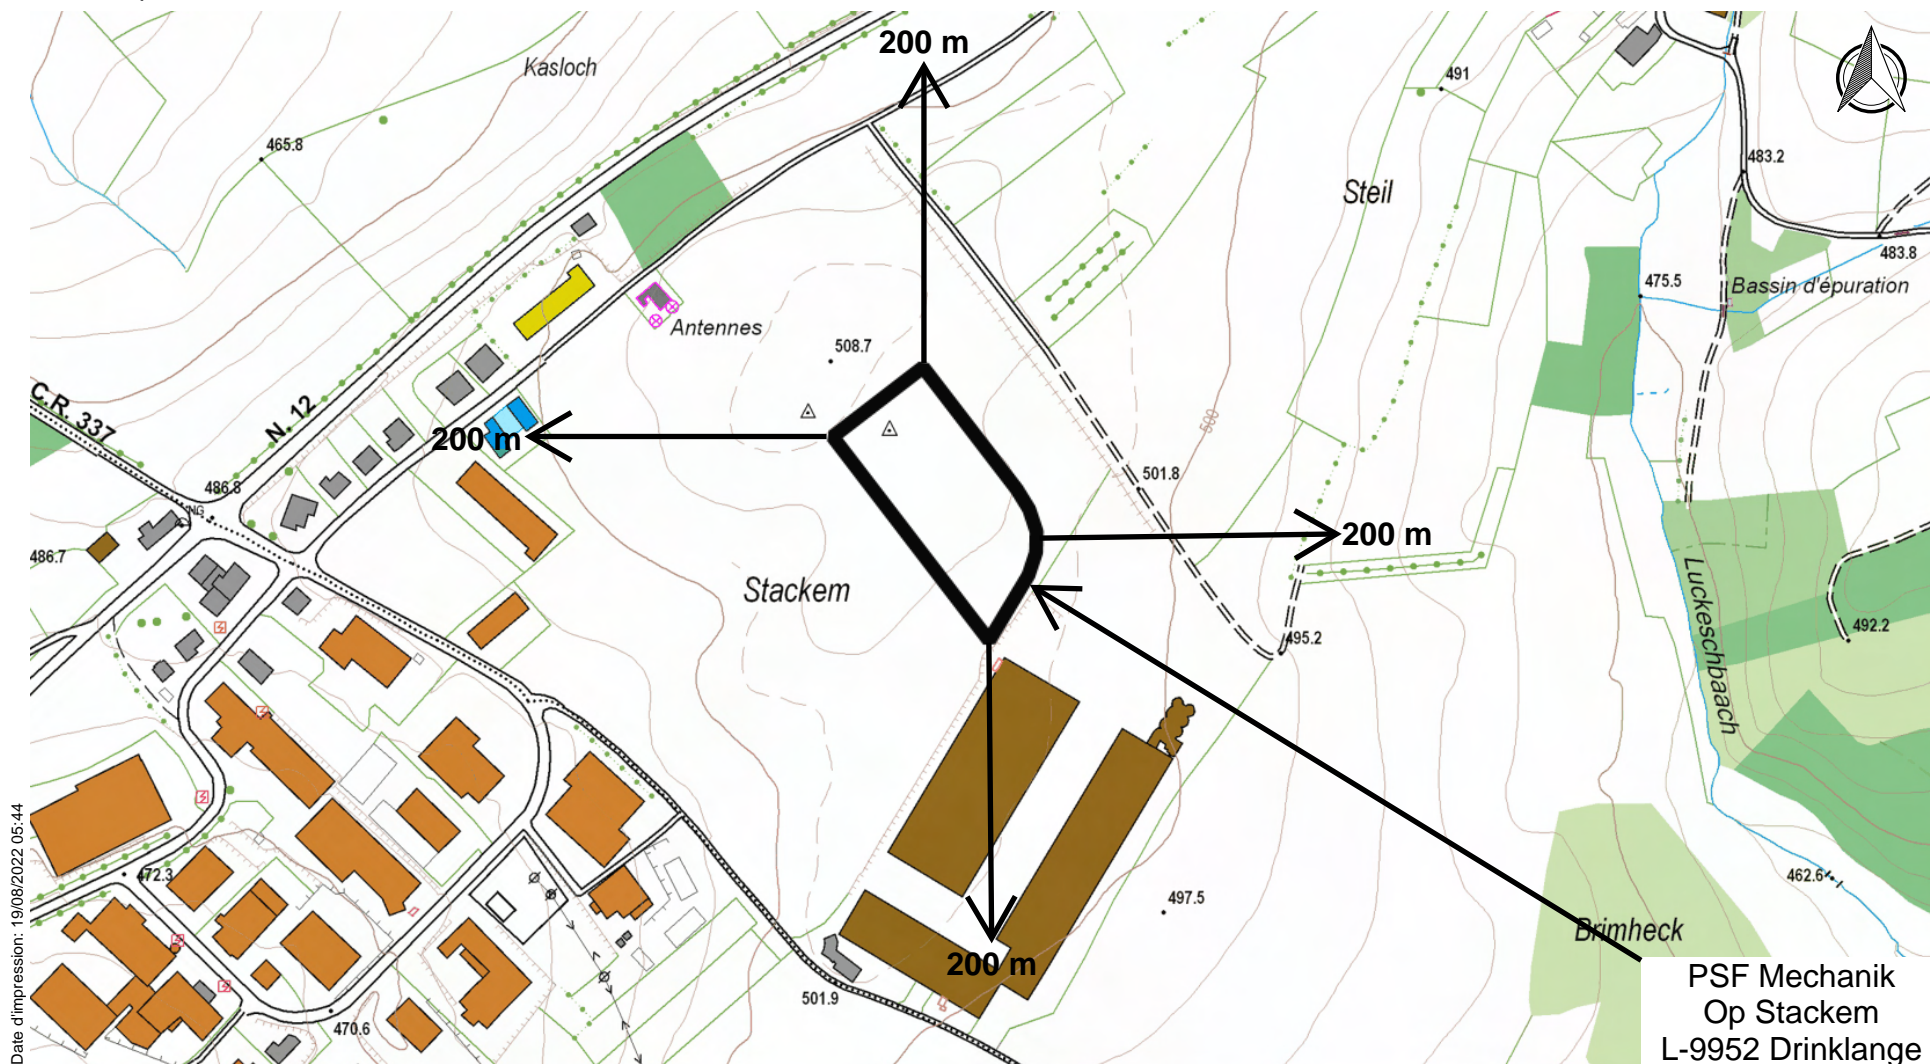 200 m
Kasloch
491
465.8
483.2
Steil
483.8
475.5
Bassin d'épuration
Antennes
508.7
C.R. 337
N. 12
500
200 m
501.8
486.8
NG
200 m
486.7
Stackem
Luckeschbaach
492.2
495.2
472.3
462.6
497.5
Brimheck
200 m
501.9
470.6
PSF Mechanik
Op Stackem
L-9952 Drinklange
Date d'impression: 19/08/2022 05:44